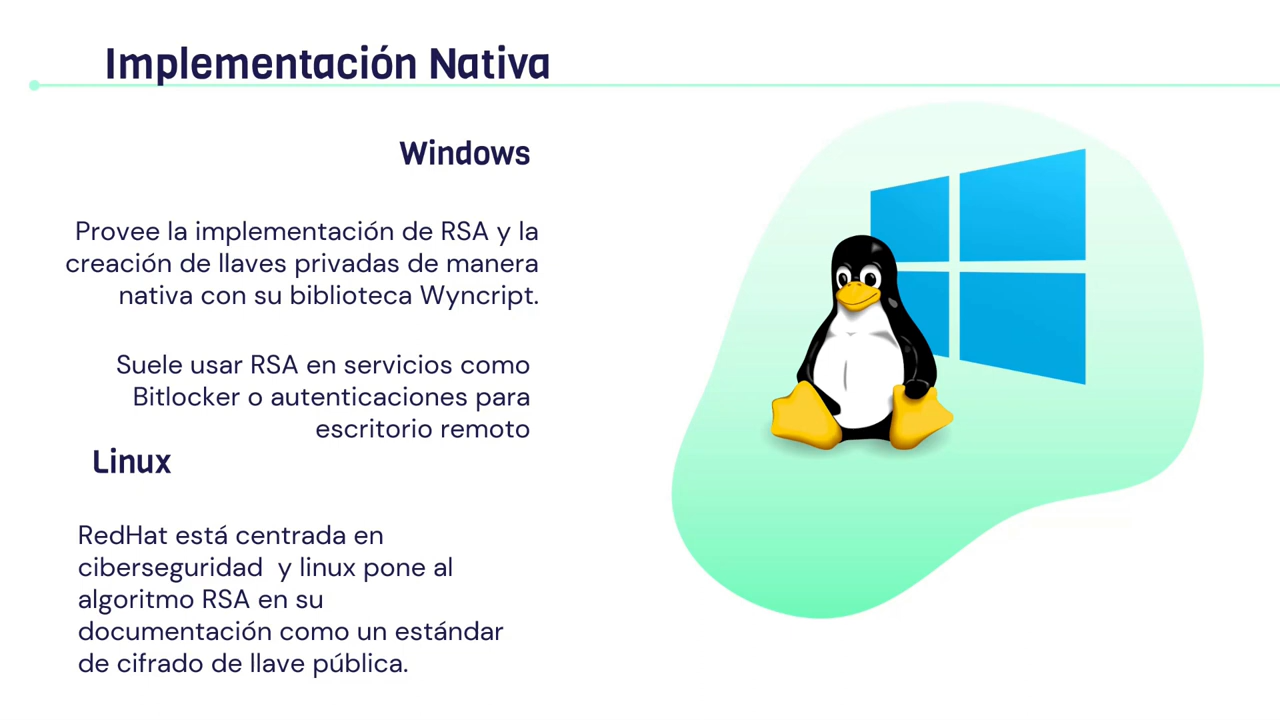 Implementación Nativa
Windows
Provee la implementación de RSA y la
creación de llaves privadas de manera
nativa con su biblioteca Wyncript.
Suele usar RSA en servicios como
Bitlocker o autenticaciones para
escritorio remoto
Linux
RedHat está centrada en
ciberseguridad  y linux pone al
algoritmo RSA en su
documentación como un estándar
de cifrado de llave pública.